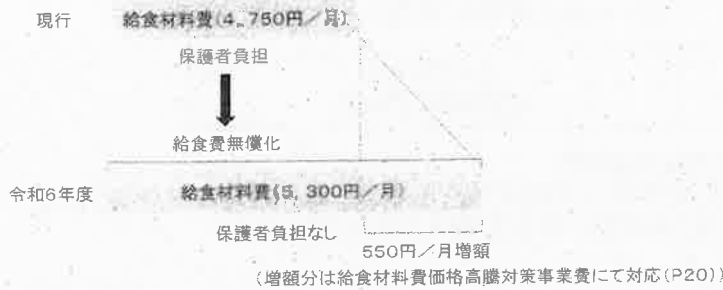 現行 給食材料費(4,750円/月)
保護者負担
給食費無償化
令和6年度 給食材料費(5,300円/月)
保護者負担なし
550円/月増額
(増額分は給食材料費価格高騰対策事業費にて対応(P20))